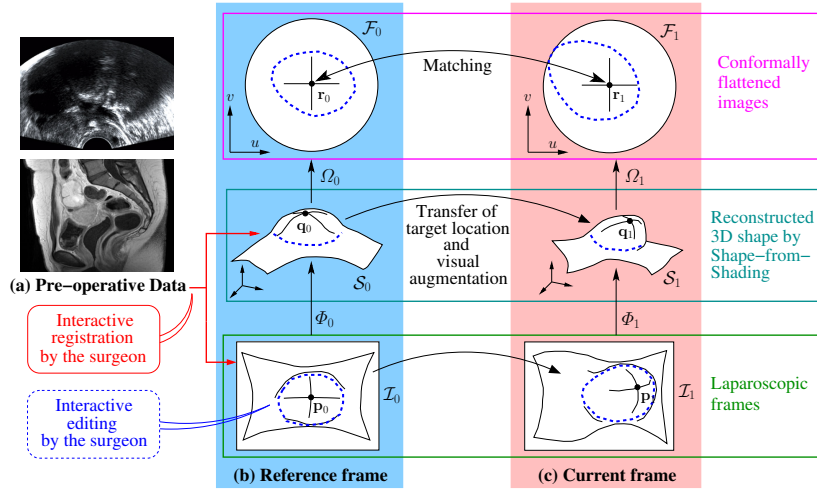 𝓕₀
𝓕₁
Matching
r₀
r₁
v
u
v
u
Conformally
flattened
images
Ω₀
Ω₁
q₀
q₁
Transfer of
target location
and
visual
augmentation
Reconstructed
3D shape by
Shape−from−
Shading
𝓢₀
𝓢₁
(a) Pre−operative Data
Φ₀
Φ₁
Interactive
registration
by the surgeon
Interactive
editing
by the surgeon
p₀
𝓘₀
p
𝓘₁
Laparoscopic
frames
(b) Reference frame
(c) Current frame